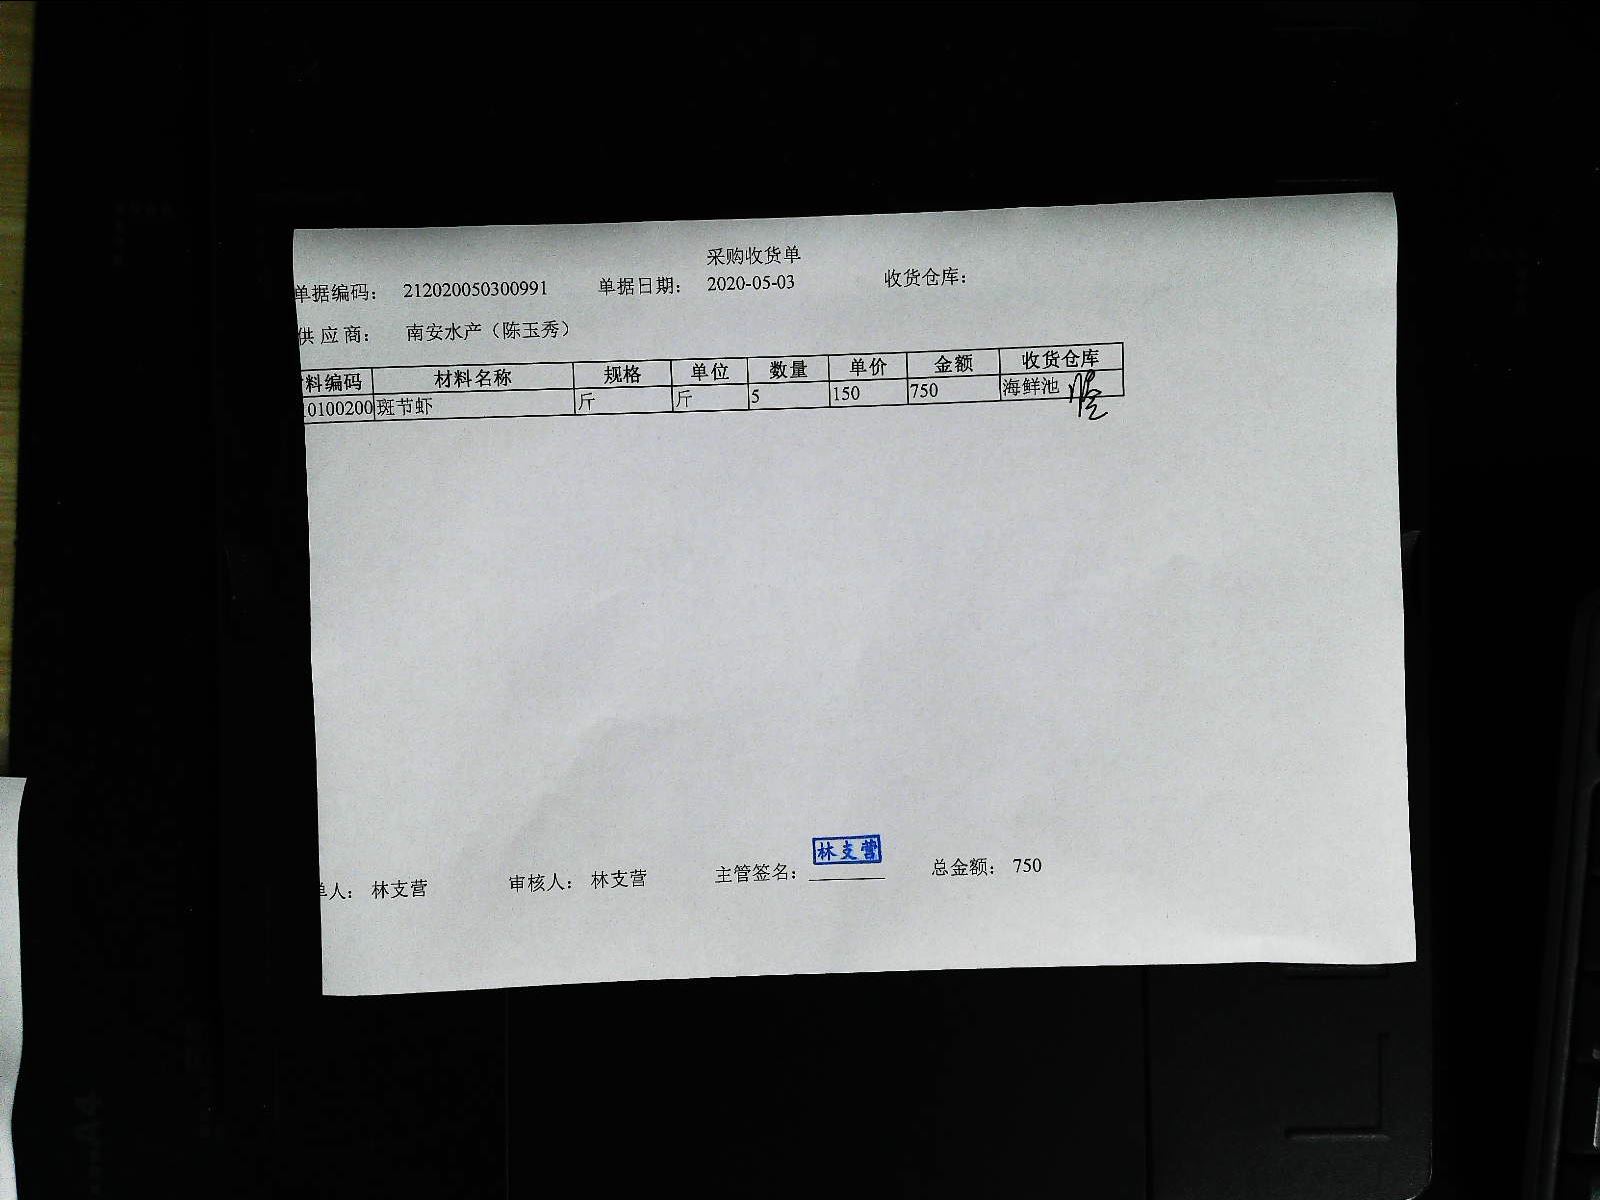 采购收货单
单据编码： 212020050300991 单据日期： 2020-05-03 收货仓库：
供 应 商： 南安水产（陈玉秀）
料编码 材料名称 规格 单位 数量 单价 金额 收货仓库
10100200 斑节虾 斤 斤 5 150 750 海鲜池
林支营
单人： 林支营 审核人： 林支营 主管签名： 总金额： 750
A4